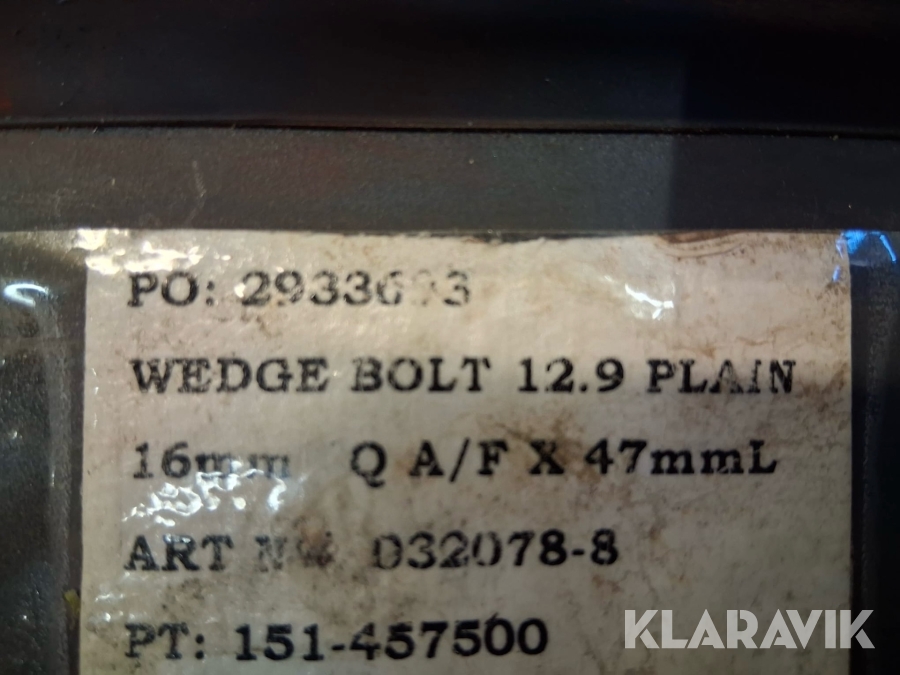 WEDGE BOLT 12.9 PLAIN
16mm Q A/F X 47mmL
ART 032078-8
PT: 151-457500
PO:
KLARAVIK